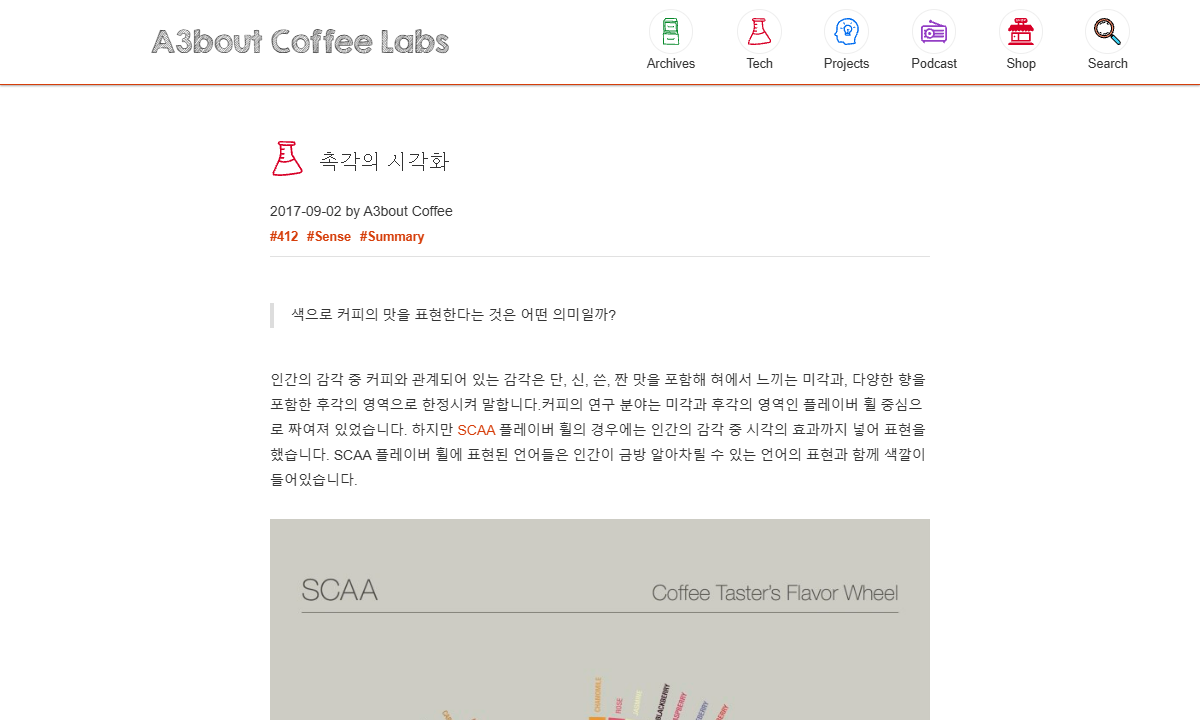 A3bout Coffee Labs
Archives
Tech
Projects
Podcast
Shop
Search
촉각의 시각화
2017-09-02 by A3bout Coffee
#412 #Sense #Summary
색으로 커피의 맛을 표현한다는 것은 어떤 의미일까?
인간의 감각 중 커피와 관계되어 있는 감각은 단, 신, 쓴, 짠 맛을 포함해 혀에서 느끼는 미각과, 다양한 향을
포함한 후각의 영역으로 한정시켜 말합니다.커피의 연구 분야는 미각과 후각의 영역인 플레이버 휠 중심으
로 짜여져 있었습니다. 하지만 SCAA 플레이버 휠의 경우에는 인간의 감각 중 시각의 효과까지 넣어 표현을
했습니다. SCAA 플레이버 휠에 표현된 언어들은 인간이 금방 알아차릴 수 있는 언어의 표현과 함께 색깔이
들어있습니다.
SCAA
Coffee Taster's Flavor Wheel
CHAMOMILE
ROSE
JASMINE
BLACKBERRY
RASPBERRY